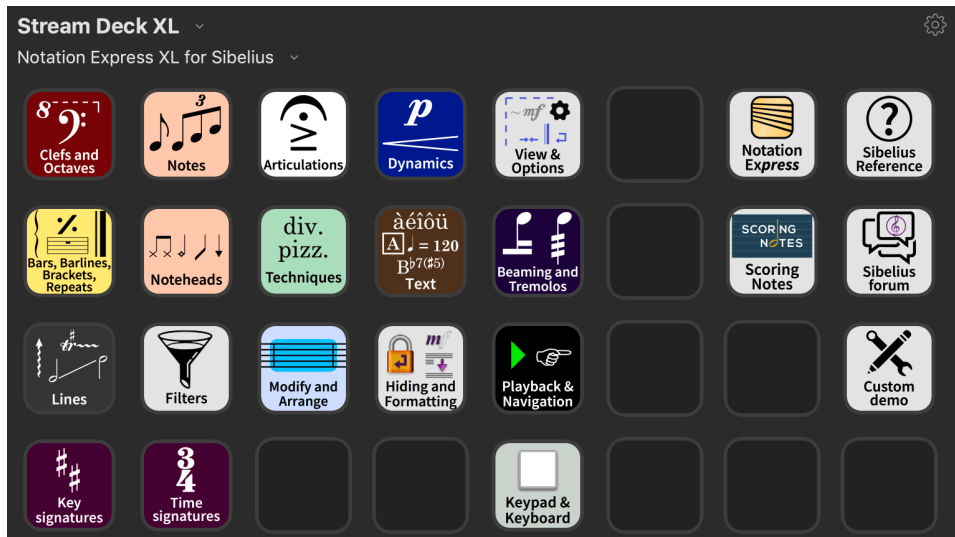 Stream Deck XL
Notation Express XL for Sibelius
8
Clefs and
Octaves
3
Notes
Articulations
p
Dynamics
~mf
View &
Options
Notation
Express
?
Sibelius
Reference
Bars, Barlines,
Brackets,
Repeats
Noteheads
div.
pizz.
Techniques
àéîôü
A ♩ = 120
B♭7(♯5)
Text
Beaming and
Tremolos
SCORING
NOTES
Scoring
Notes
Sibelius
forum
tr
Lines
Filters
Modify and
Arrange
mf
Hiding and
Formatting
Playback &
Navigation
Custom
demo
Key
signatures
3
4
Time
signatures
Keypad &
Keyboard